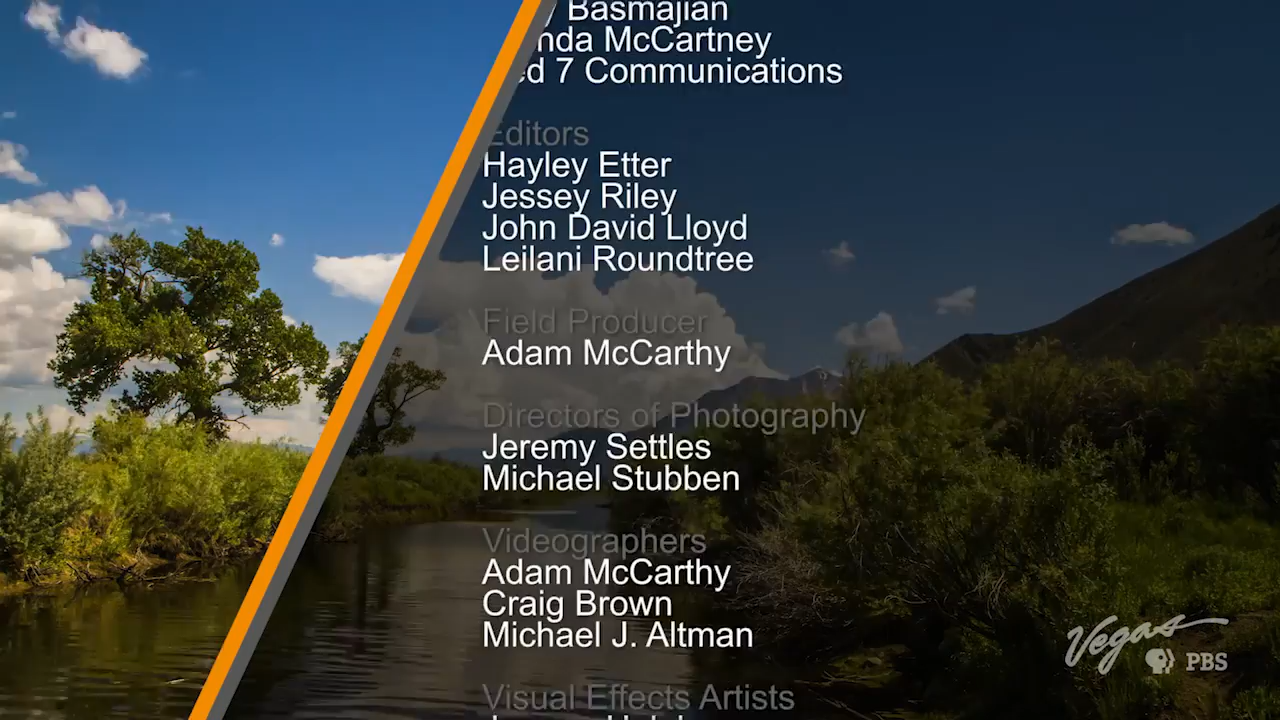 Basmajian
McCartney
7 Communications
Editors
Hayley Etter
Jessey Riley
John David Lloyd
Leilani Roundtree
Field Producer
Adam McCarthy
Directors of Photography
Jeremy Settles
Michael Stubben
Videographers
Adam McCarthy
Craig Brown
Michael J. Altman
Visual Effects Artists
Vegas
PBS